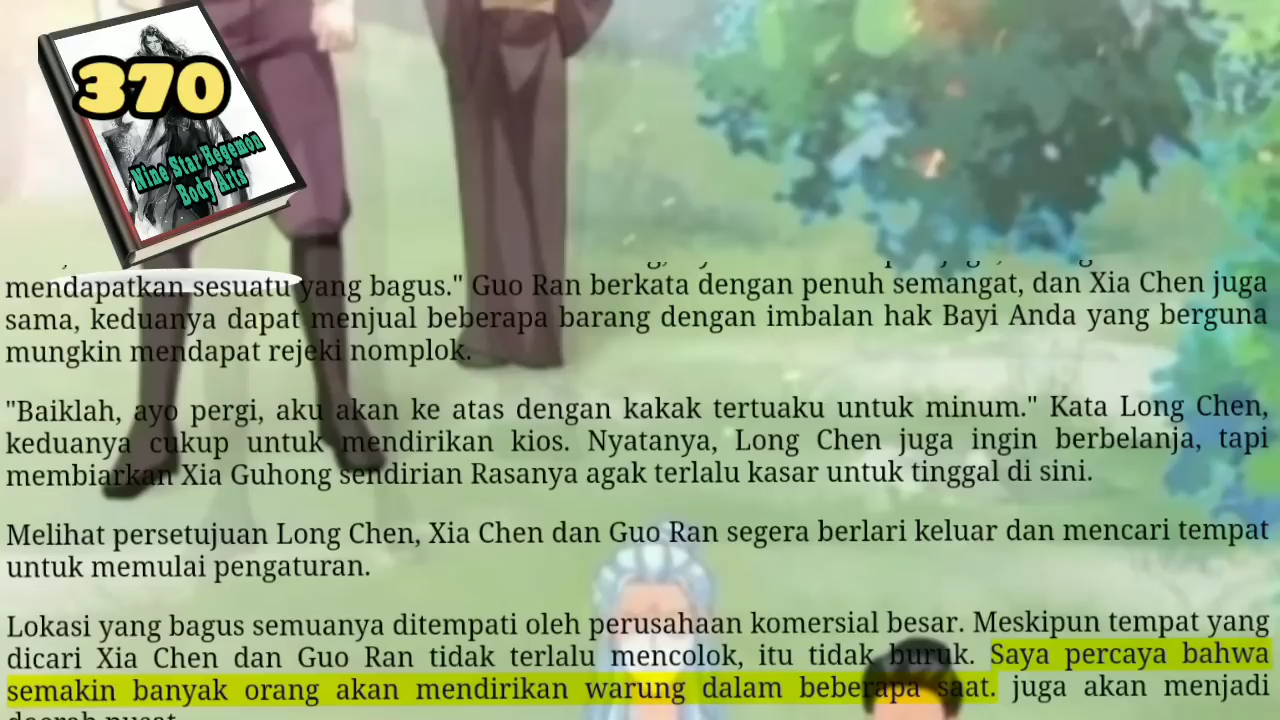 370
Nine Star Hegemon
Body Arts
mendapatkan sesuatu yang bagus." Guo Ran berkata dengan penuh semangat, dan Xia Chen juga
sama, keduanya dapat menjual beberapa barang dengan imbalan hak Bayi Anda yang berguna
mungkin mendapat rejeki nomplok.
"Baiklah, ayo pergi, aku akan ke atas dengan kakak tertuaku untuk minum." Kata Long Chen,
keduanya cukup untuk mendirikan kios. Nyatanya, Long Chen juga ingin berbelanja, tapi
membiarkan Xia Guhong sendirian Rasanya agak terlalu kasar untuk tinggal di sini.
Melihat persetujuan Long Chen, Xia Chen dan Guo Ran segera berlari keluar dan mencari tempat
untuk memulai pengaturan.
Lokasi yang bagus semuanya ditempati oleh perusahaan komersial besar. Meskipun tempat yang
dicari Xia Chen dan Guo Ran tidak terlalu mencolok, itu tidak buruk. Saya percaya bahwa
semakin banyak orang akan mendirikan warung dalam beberapa saat. juga akan menjadi